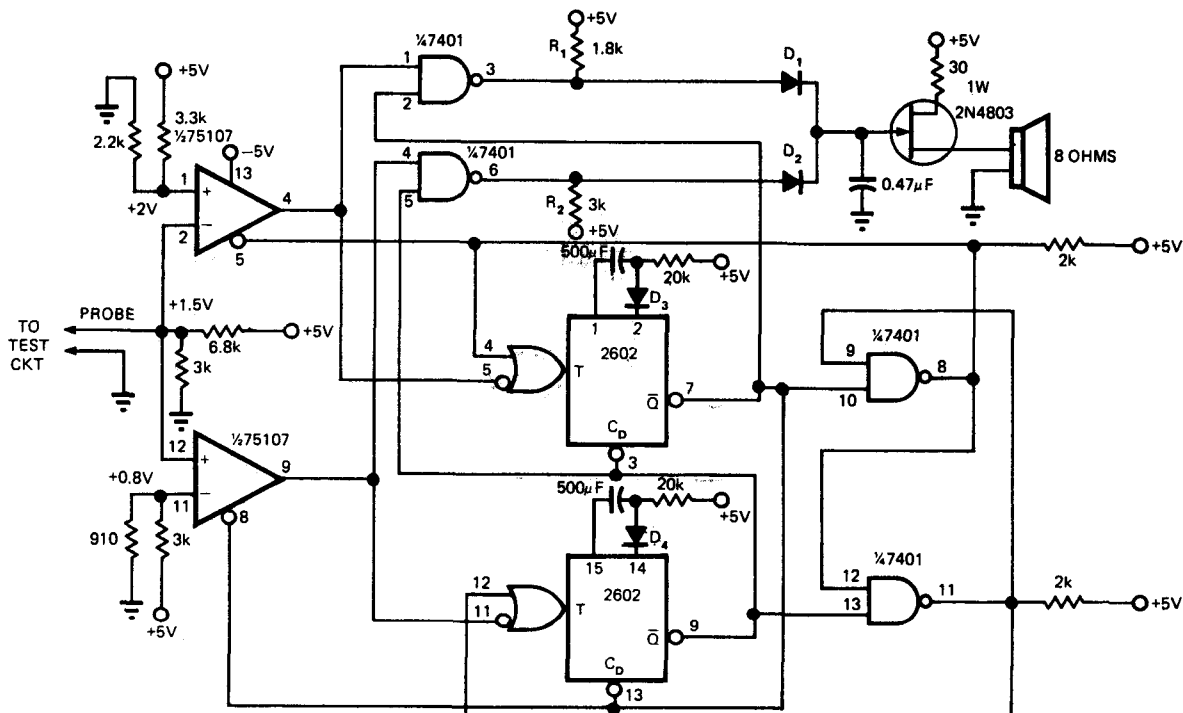 +5V
¼7401
1
2
3
R1
1.8k
D1
+5V
30
1W
2N4803
8 OHMS
0.47µF
+5V
3.3k
2.2k
½75107
−5V
13
1
+
+2V
−
2
4
5
¼7401
4
5
6
R2
3k
+5V
D2
500µF
20k
+5V
D3
2k
+5V
+1.5V
PROBE
TO
TEST
CKT
6.8k
+5V
3k
1
2
2602
4
5
T
Q̅
7
CD
3
¼7401
9
10
8
½75107
12
+
+0.8V
−
11
9
8
910
3k
+5V
500µF
20k
+5V
D4
15
14
2602
12
11
T
Q̅
9
CD
13
¼7401
12
13
11
2k
+5V